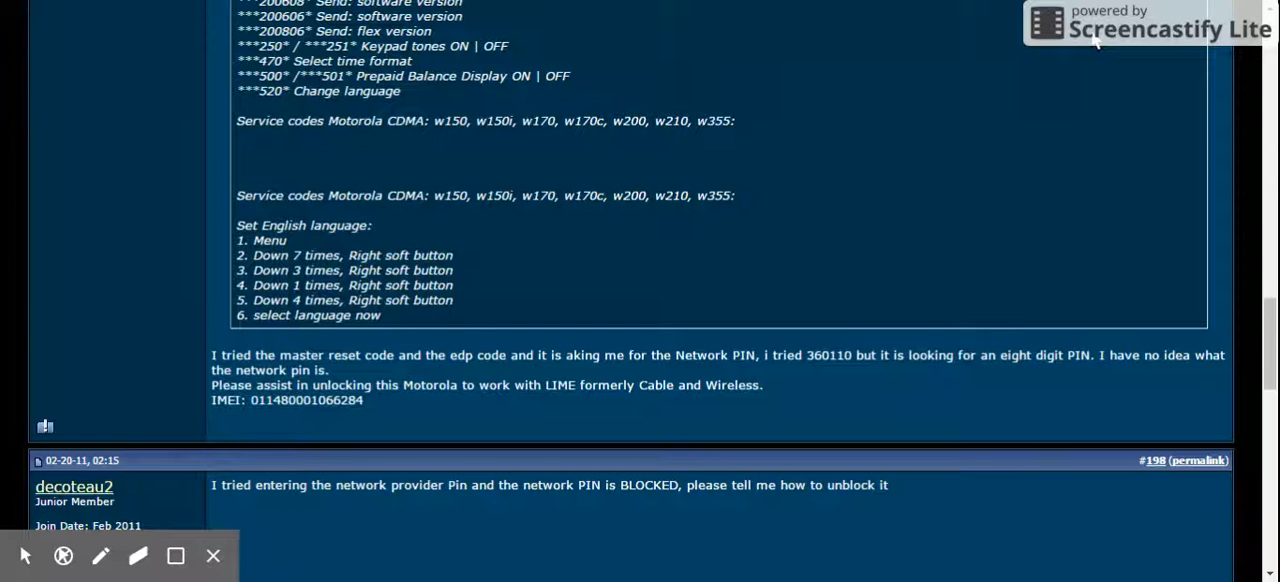 ***200608* Send: software version
***200606* Send: software version
***200806* Send: flex version
***250* / ***251* Keypad tones ON | OFF
***470* Select time format
***500* /***501* Prepaid Balance Display ON | OFF
***520* Change language
Service codes Motorola CDMA: w150, w150i, w170, w170c, w200, w210, w355:
Service codes Motorola CDMA: w150, w150i, w170, w170c, w200, w210, w355:
Set English language:
1. Menu
2. Down 7 times, Right soft button
3. Down 3 times, Right soft button
4. Down 1 times, Right soft button
5. Down 4 times, Right soft button
6. select language now
I tried the master reset code and the edp code and it is aking me for the Network PIN, i tried 360110 but it is looking for an eight digit PIN. I have no idea what
the network pin is.
Please assist in unlocking this Motorola to work with LIME formerly Cable and Wireless.
IMEI: 011480001066284
02-20-11, 02:15
#198 (permalink)
decoteau2
Junior Member
Join Date: Feb 2011
I tried entering the network provider Pin and the network PIN is BLOCKED, please tell me how to unblock it
powered by
Screencastify Lite